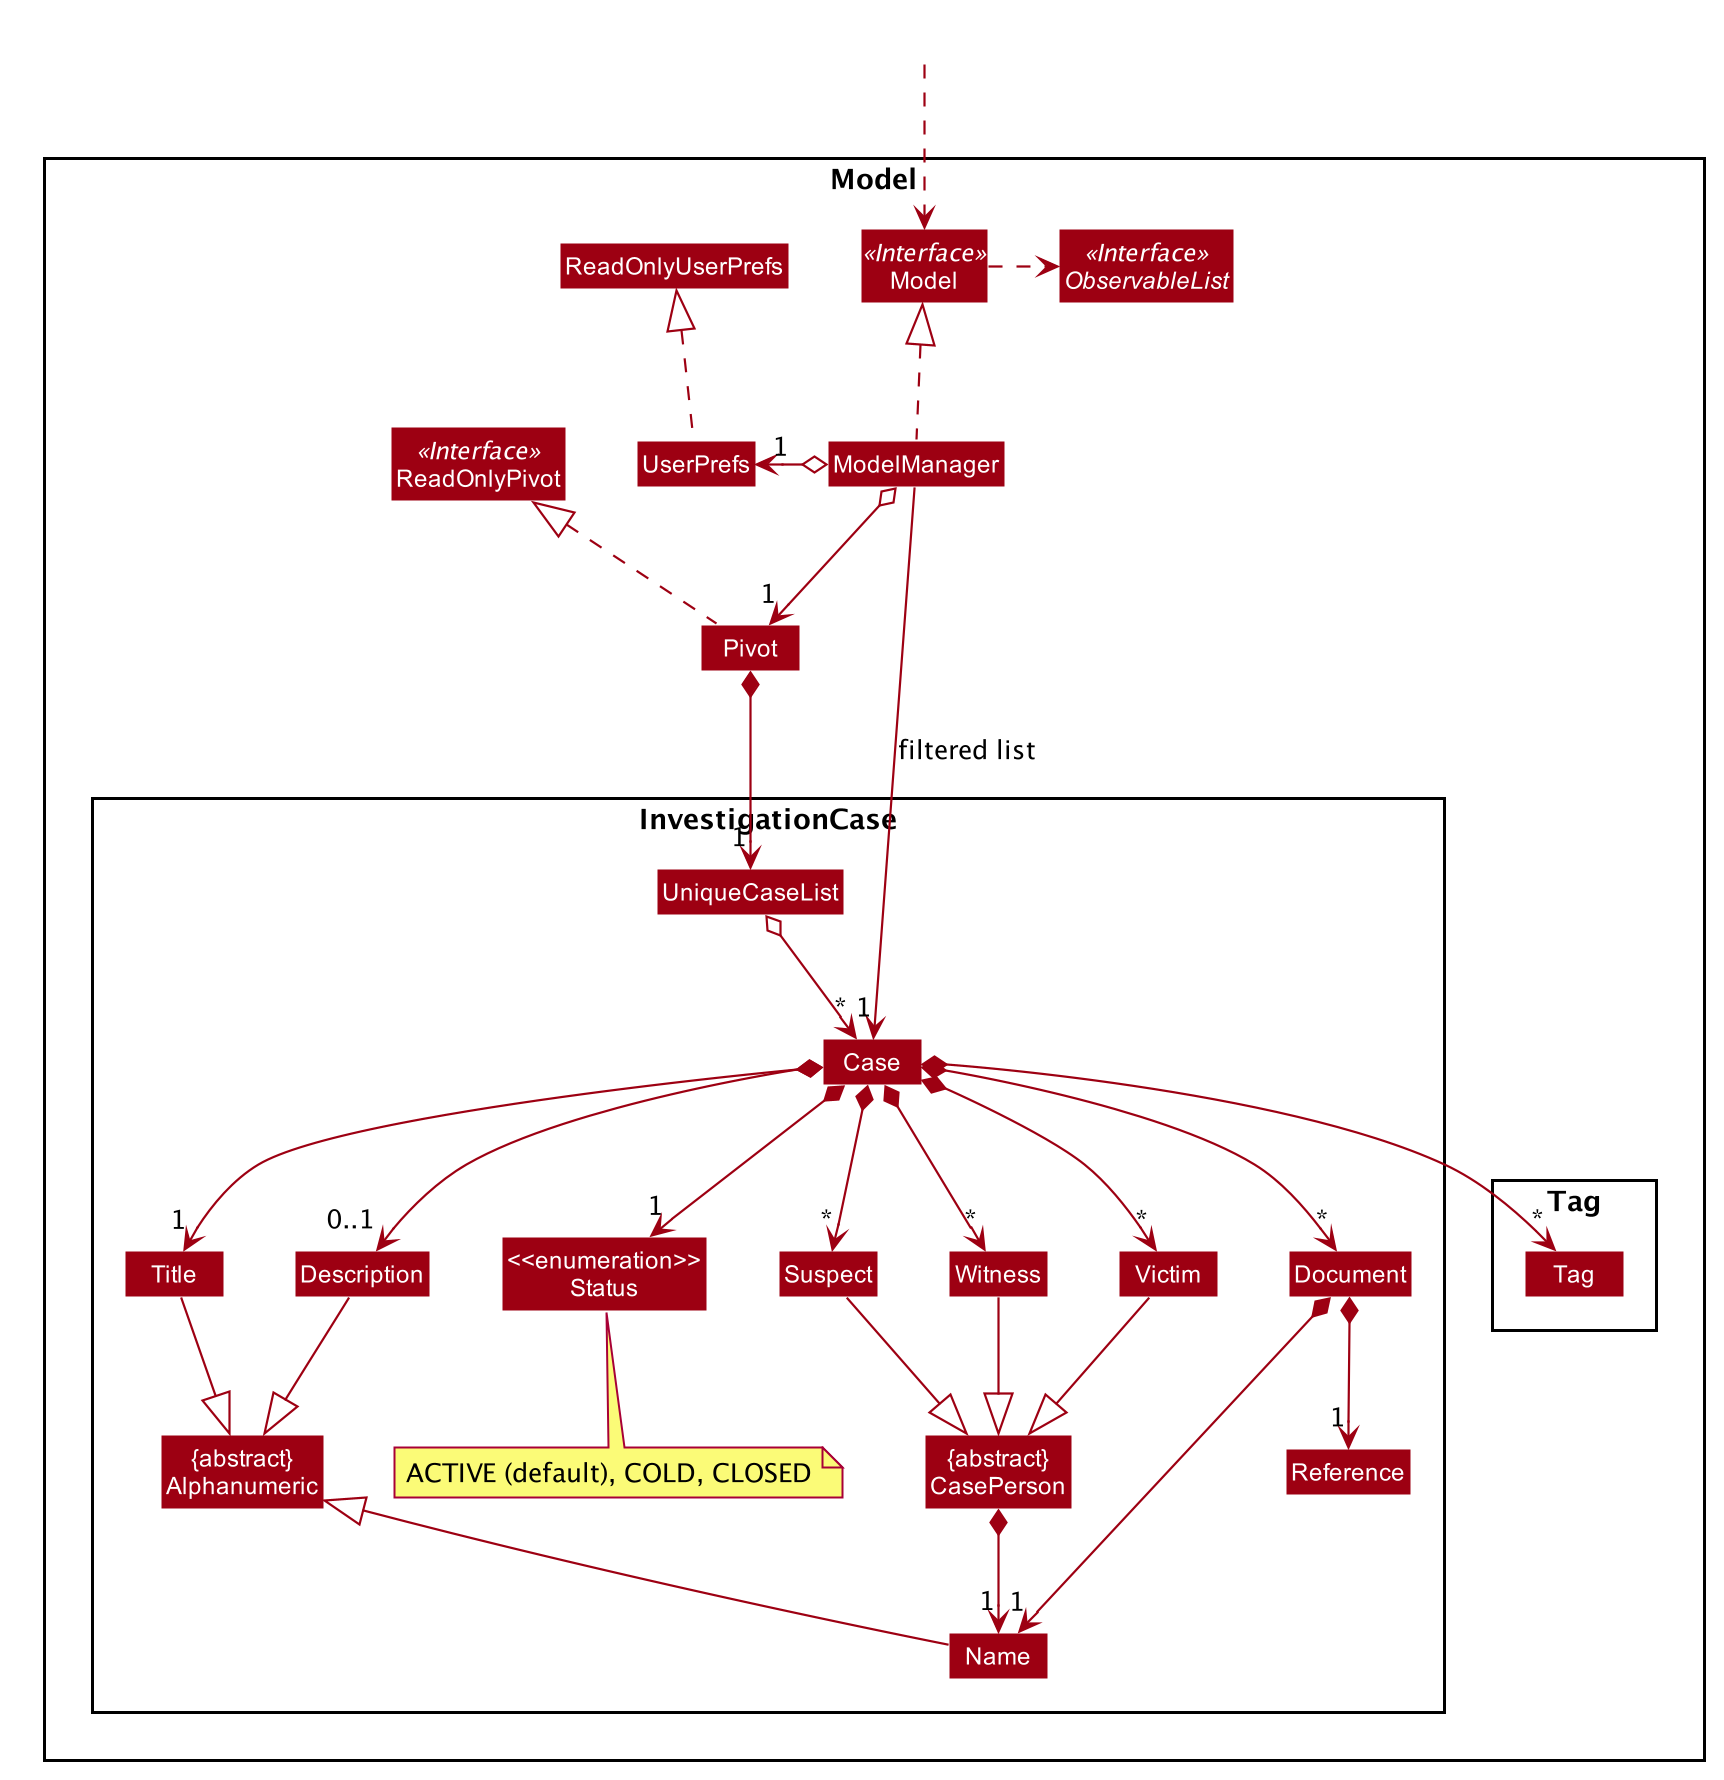 Model
ReadOnlyUserPrefs
«Interface»
Model
«Interface»
ObservableList
«Interface»
ReadOnlyPivot
UserPrefs
1
ModelManager
1
Pivot
filtered list
InvestigationCase
1
UniqueCaseList
*
1
Case
1
0..1
1
*
*
*
*
Tag
*
Title
Description
<<enumeration>>
Status
Suspect
Witness
Victim
Document
Tag
1
{abstract}
Alphanumeric
ACTIVE (default), COLD, CLOSED
{abstract}
CasePerson
Reference
1
1
Name